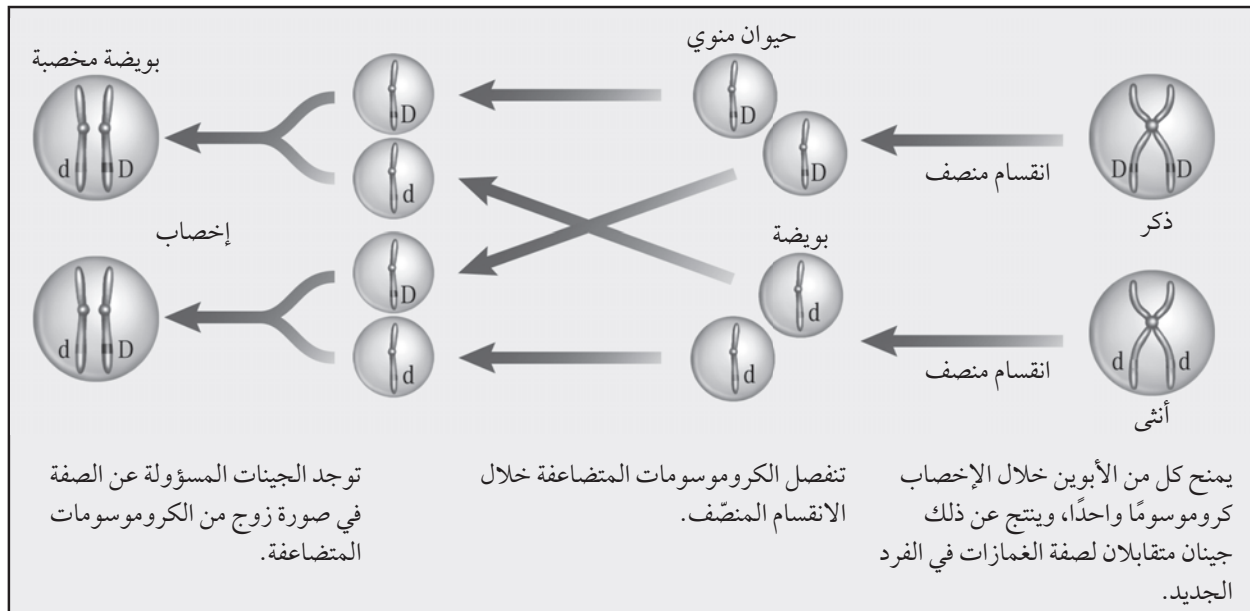 حيوان منوي
بويضة مخصبة
D
D
d
D
D
D
D
d
انقسام منصف
ذكر
إخصاب
بويضة
D
d
d
D
d
d
d
d
انقسام منصف
أنثى
يمنح كل من الأبوين خلال الإخصاب
كروموسومًا واحدًا، وينتج عن ذلك
جينان متقابلان لصفة الغمازات في الفرد
الجديد.
تنفصل الكروموسومات المتضاعفة خلال
الانقسام المنصّف.
توجد الجينات المسؤولة عن الصفة
في صورة زوج من الكروموسومات
المتضاعفة.